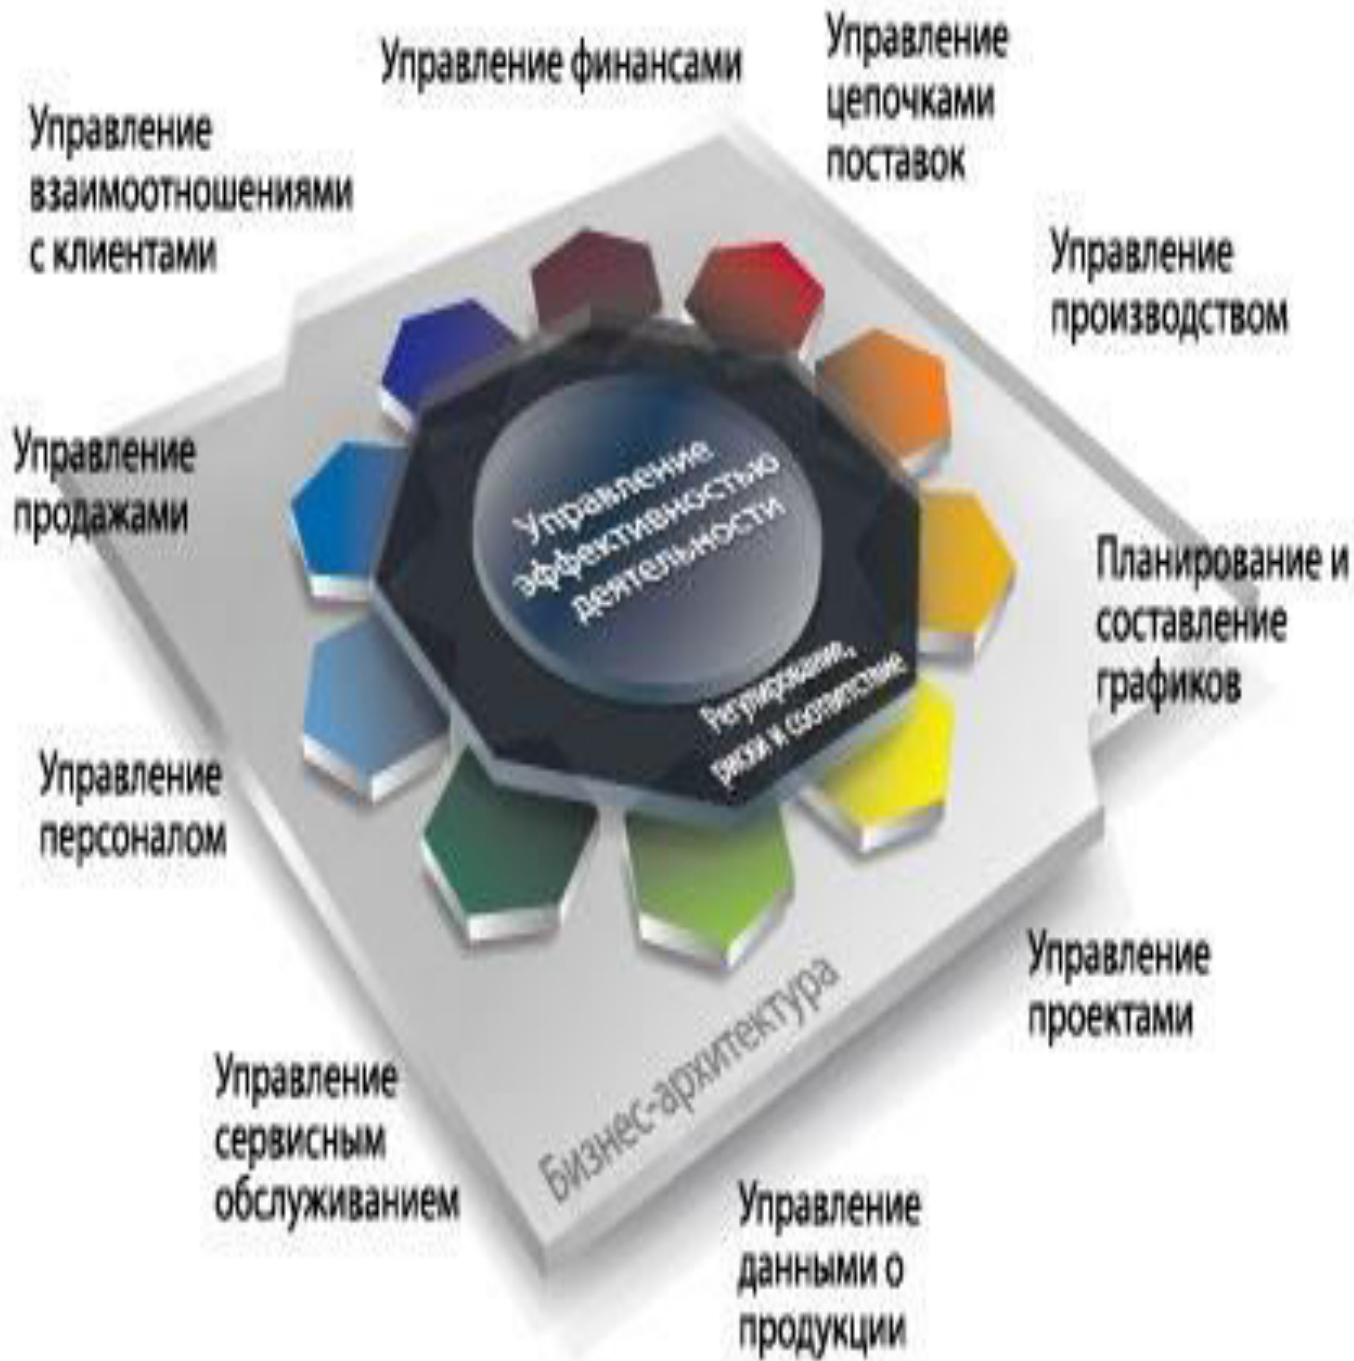 Управление финансами
Управление
цепочками
поставок
Управление
взаимоотношениями
с клиентами
Управление
производством
Управление
продажами
Управление
эффективностью
деятельности
Планирование и
составление
графиков
Регулирование,
риски и соответствие
Управление
персоналом
Управление
проектами
Бизнес-архитектура
Управление
сервисным
обслуживанием
Управление
данными о
продукции